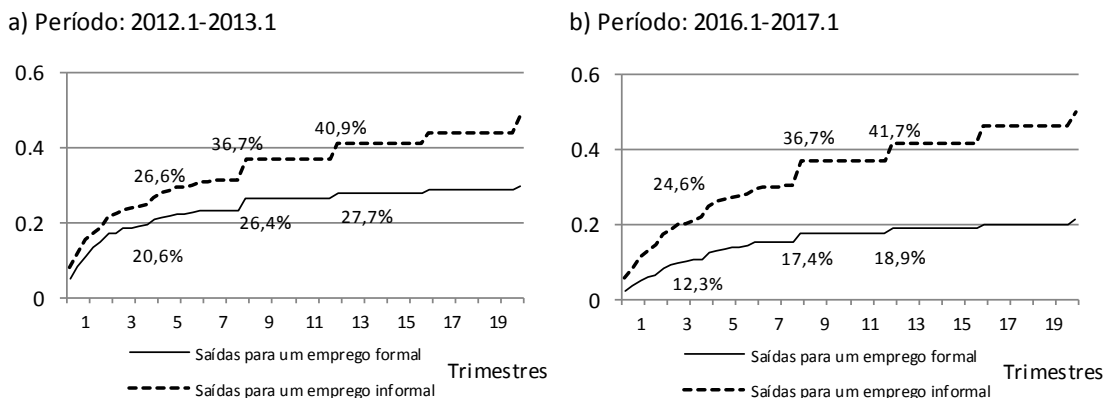 a) Período: 2012.1-2013.1
0.6
0.4
0.2
0
26,6%
36,7%
40,9%
20,6%
26,4%
27,7%
1 3 5 7 9 11 13 15 17 19
Saídas para um emprego formal
Saídas para um emprego informal
Trimestres
b) Período: 2016.1-2017.1
0.6
0.4
0.2
0
24,6%
36,7%
41,7%
12,3%
17,4%
18,9%
1 3 5 7 9 11 13 15 17 19
Saídas para um emprego formal
Saídas para um emprego informal
Trimestres